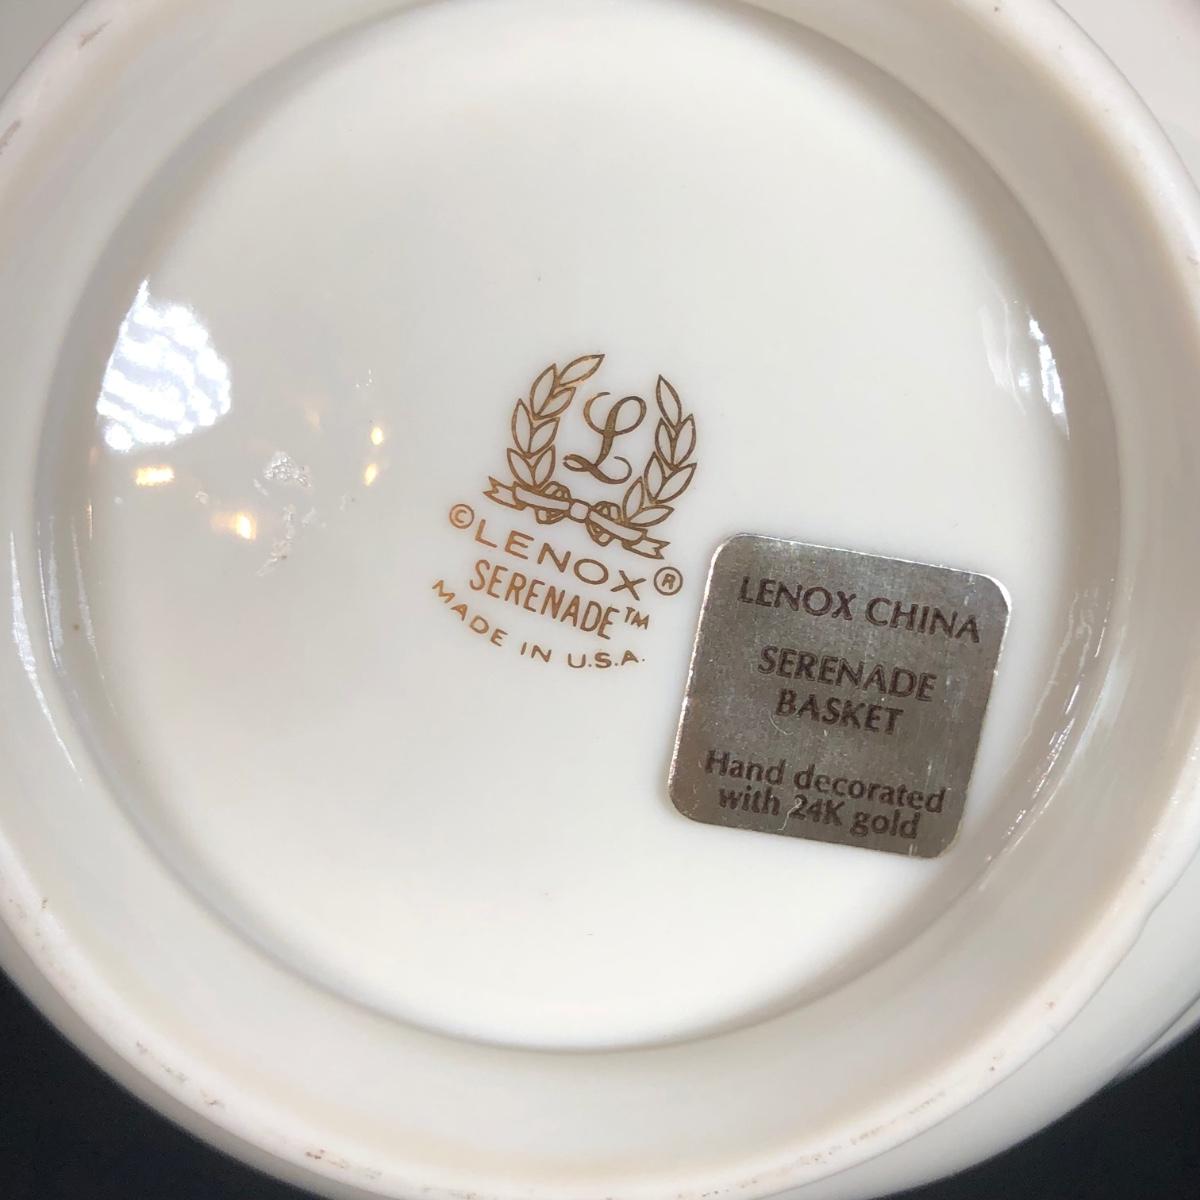 L
©LENOX®
SERENADE™
MADE IN U.S.A.
LENOX CHINA
SERENADE
BASKET
Hand decorated
with 24K gold